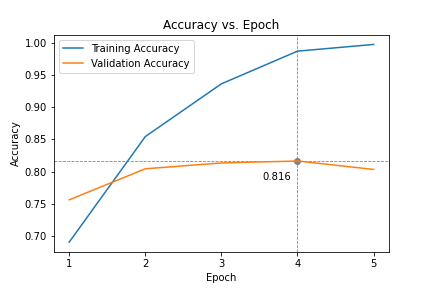 Accuracy vs. Epoch
Training Accuracy
Validation Accuracy
1.00
0.95
0.90
0.85
0.80
0.75
0.70
Accuracy
0.816
1 2 3 4 5
Epoch